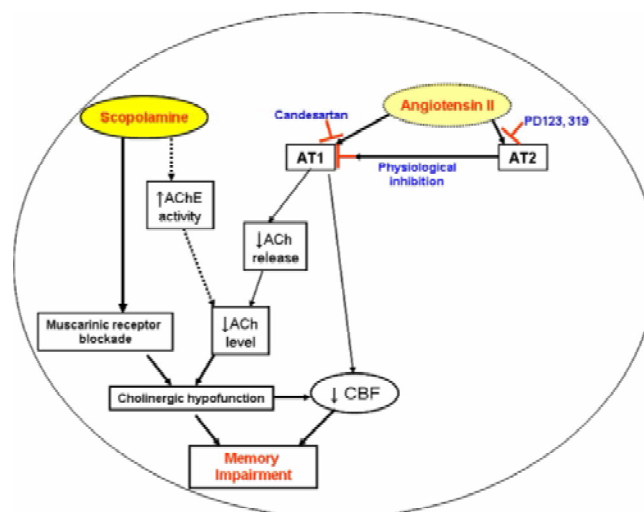 Scopolamine
Angiotensin II
Candesartan
PD123, 319
AT1
AT2
Physiological
inhibition
↑AChE
activity
↓ACh
release
Muscarinic receptor
blockade
↓ACh
level
Cholinergic hypofunction
↓ CBF
Memory
Impairment